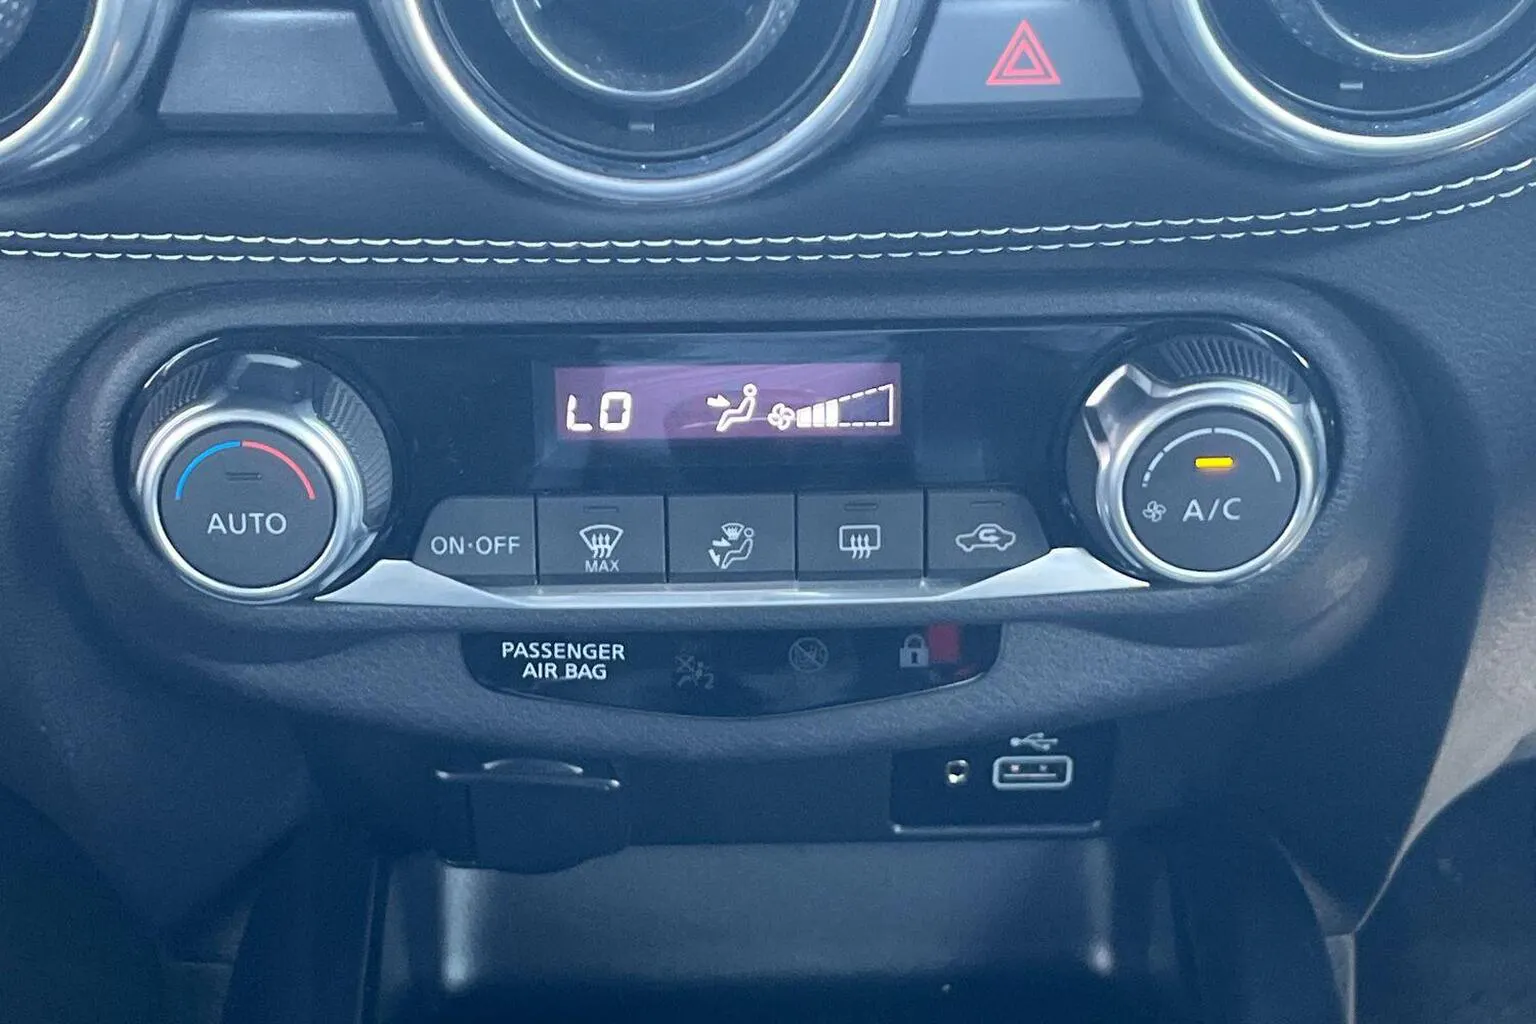 LO
AUTO
ON·OFF
MAX
A/C
PASSENGER
AIR BAG